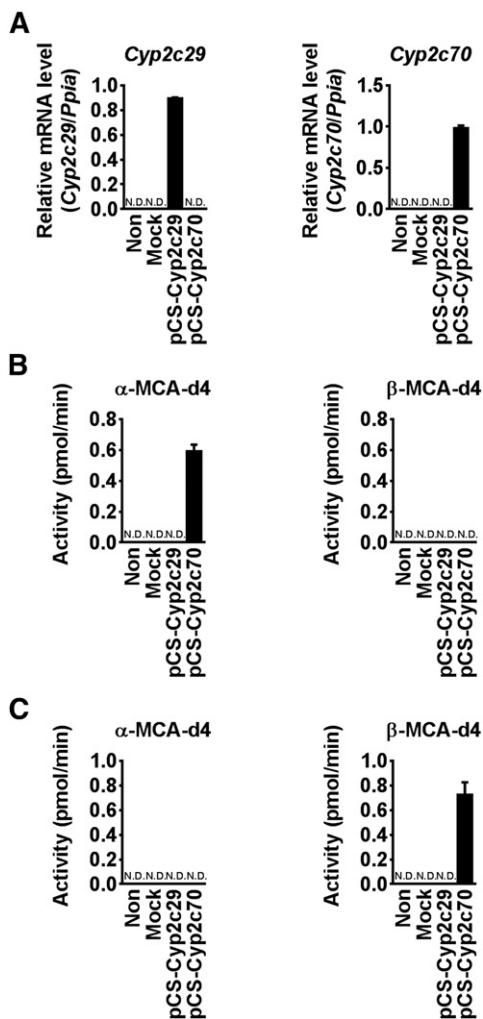 A
Cyp2c29
Relative mRNA level
(Cyp2c29/Ppia)
1.0
0.8
0.6
0.4
0.2
0.0
N.D.N.D. N.D.
Non
Mock
pCS-Cyp2c29
pCS-Cyp2c70
Cyp2c70
Relative mRNA level
(Cyp2c70/Ppia)
1.5
1.0
0.5
0.0
N.D.N.D.N.D.
Non
Mock
pCS-Cyp2c29
pCS-Cyp2c70
B
α-MCA-d4
Activity (pmol/min)
0.8
0.6
0.4
0.2
0.0
N.D.N.D.N.D.
Non
Mock
pCS-Cyp2c29
pCS-Cyp2c70
β-MCA-d4
Activity (pmol/min)
0.8
0.6
0.4
0.2
0.0
N.D.N.D.N.D.N.D.
Non
Mock
pCS-Cyp2c29
pCS-Cyp2c70
C
α-MCA-d4
Activity (pmol/min)
1.0
0.8
0.6
0.4
0.2
0.0
N.D.N.D.N.D.N.D.
Non
Mock
pCS-Cyp2c29
pCS-Cyp2c70
β-MCA-d4
Activity (pmol/min)
1.0
0.8
0.6
0.4
0.2
0.0
N.D.N.D.N.D.
Non
Mock
pCS-Cyp2c29
pCS-Cyp2c70